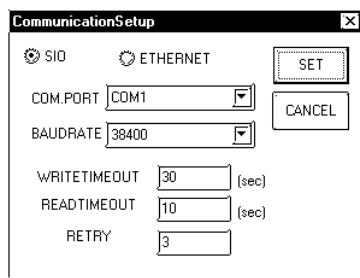 CommunicationSetup
SIO ETHERNET
SET
COM.PORT COM1
CANCEL
BAUDRATE 38400
WRITETIMEOUT 30 (sec)
READTIMEOUT 10 (sec)
RETRY 3